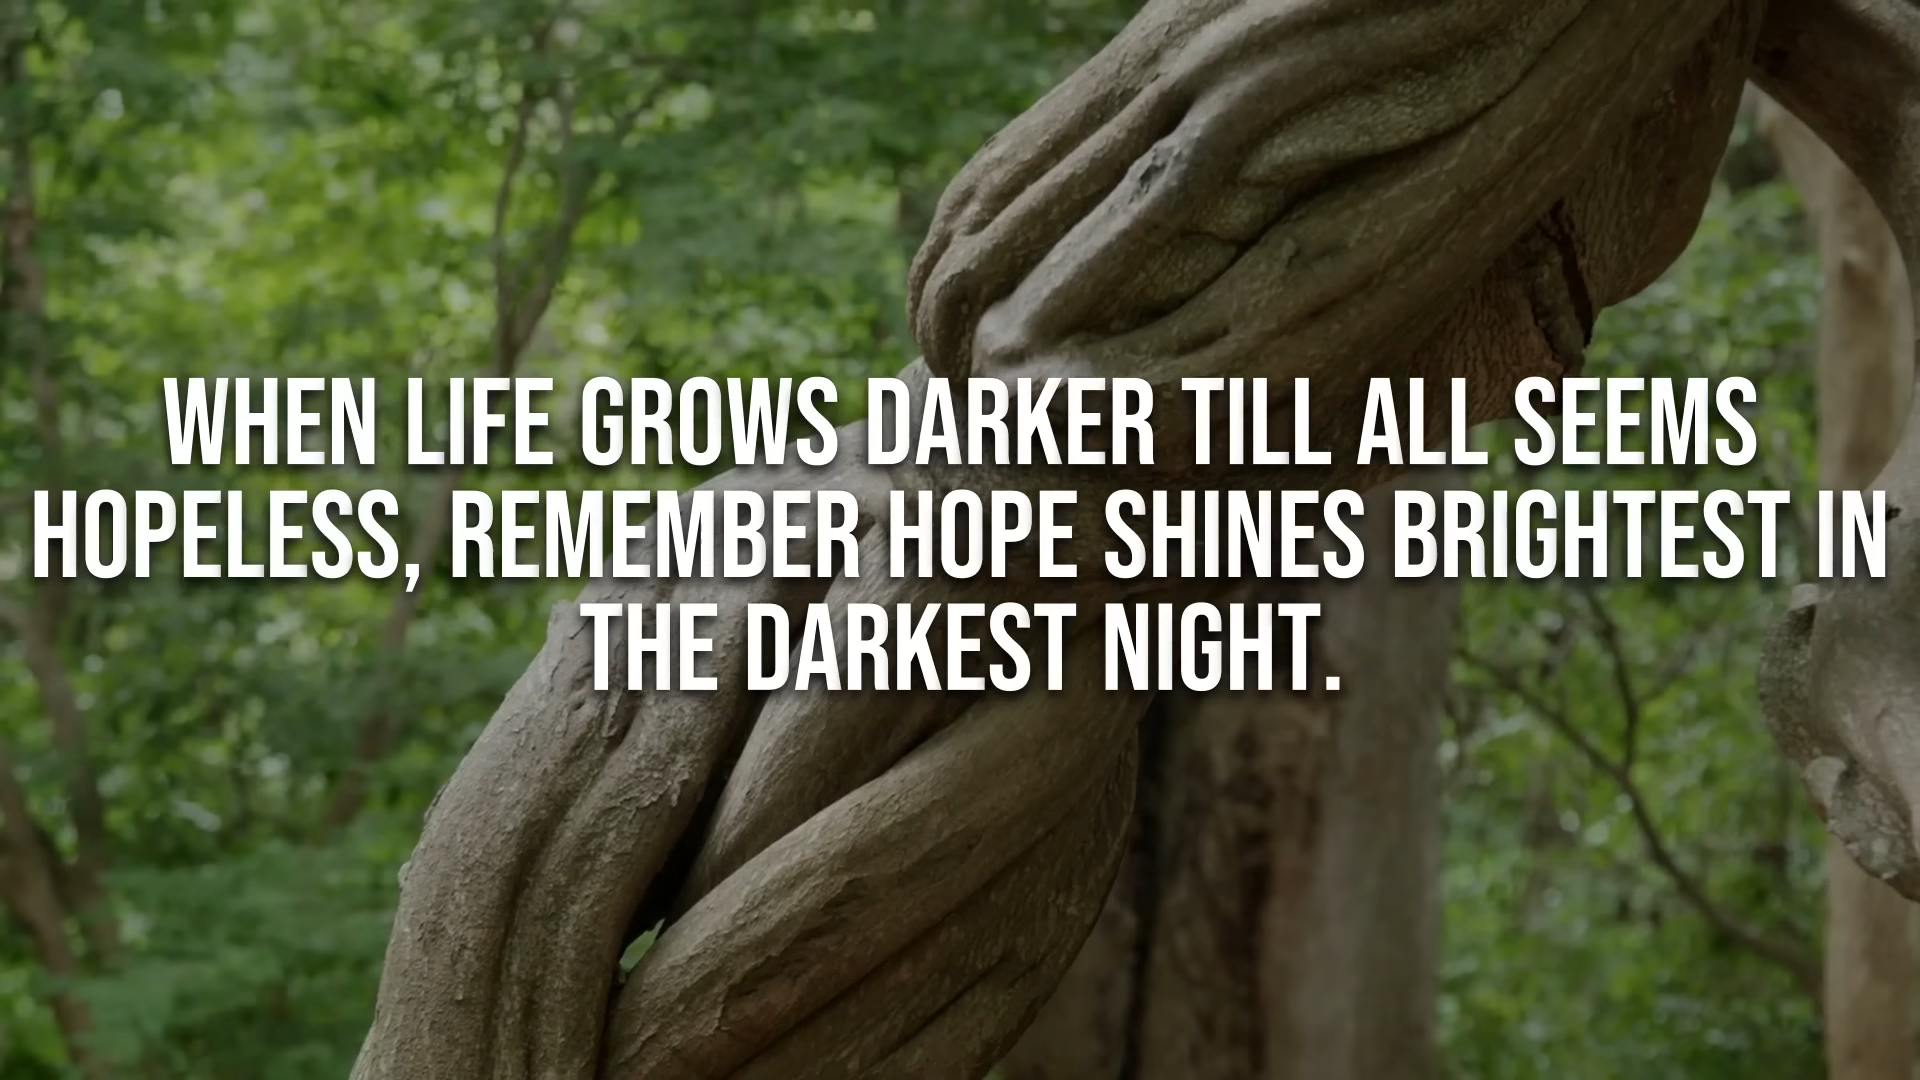 WHEN LIFE GROWS DARKER TILL ALL SEEMS
HOPELESS, REMEMBER HOPE SHINES BRIGHTEST IN
THE DARKEST NIGHT.